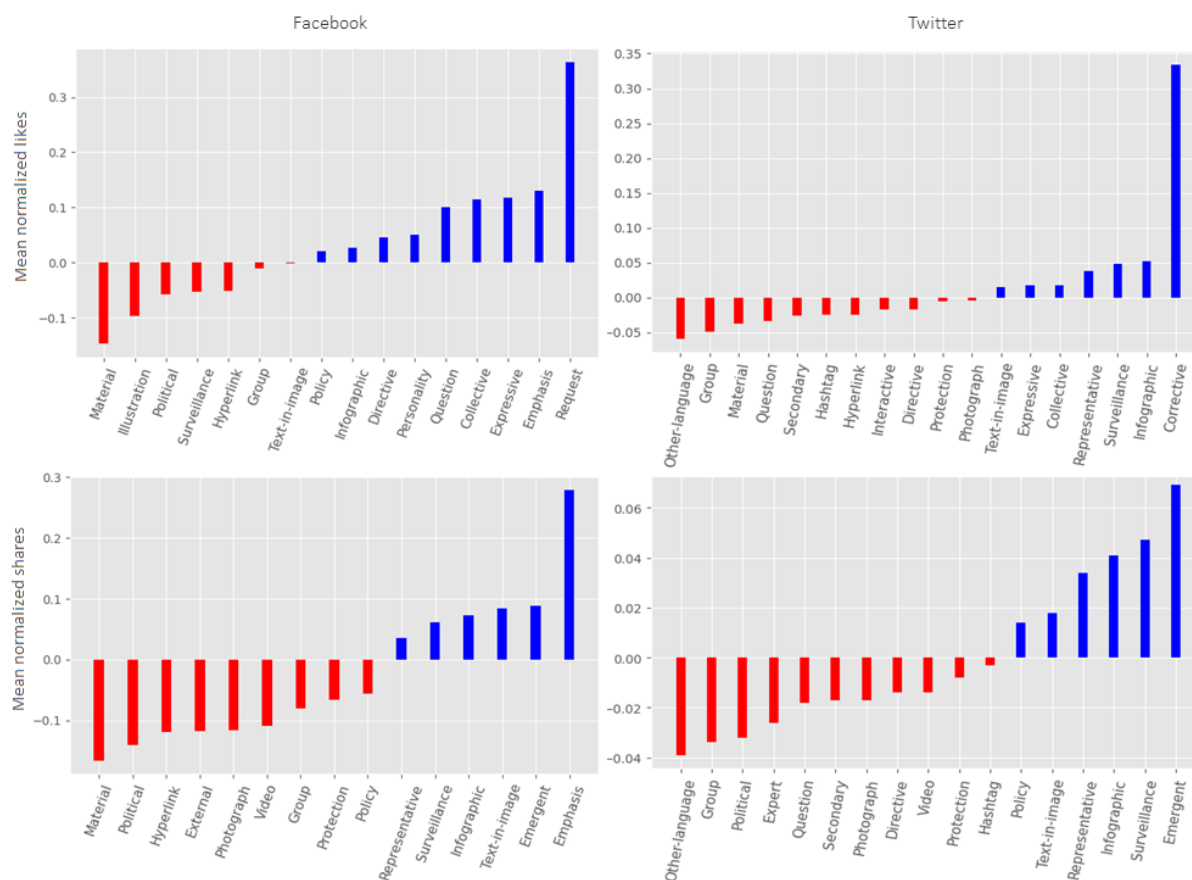 Facebook
Twitter
Mean normalized likes
0.3
0.2
0.1
0.0
−0.1
Material
Illustration
Political
Surveillance
Hyperlink
Group
Text-in-image
Policy
Infographic
Directive
Personality
Question
Collective
Expressive
Emphasis
Request
0.35
0.30
0.25
0.20
0.15
0.10
0.05
0.00
−0.05
Other-language
Group
Material
Question
Secondary
Hashtag
Hyperlink
Interactive
Directive
Protection
Photograph
Text-in-image
Expressive
Collective
Representative
Surveillance
Infographic
Corrective
Mean normalized shares
0.3
0.2
0.1
0.0
−0.1
Material
Political
Hyperlink
External
Photograph
Video
Group
Protection
Policy
Representative
Surveillance
Infographic
Text-in-image
Emergent
Emphasis
0.06
0.04
0.02
0.00
−0.02
−0.04
Other-language
Group
Political
Expert
Question
Secondary
Photograph
Directive
Video
Protection
Hashtag
Policy
Text-in-image
Representative
Infographic
Surveillance
Emergent